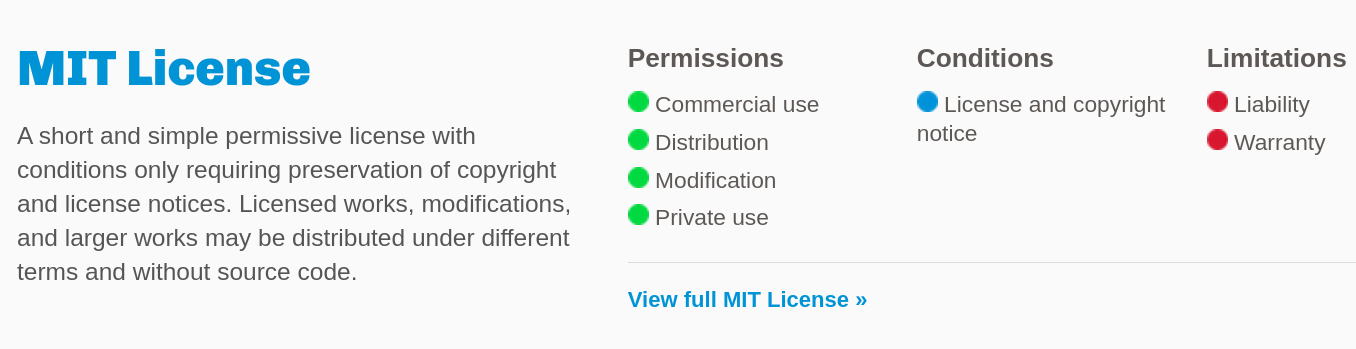 MIT License
A short and simple permissive license with
conditions only requiring preservation of copyright
and license notices. Licensed works, modifications,
and larger works may be distributed under different
terms and without source code.
Permissions
Commercial use
Distribution
Modification
Private use
Conditions
License and copyright
notice
Limitations
Liability
Warranty
View full MIT License »